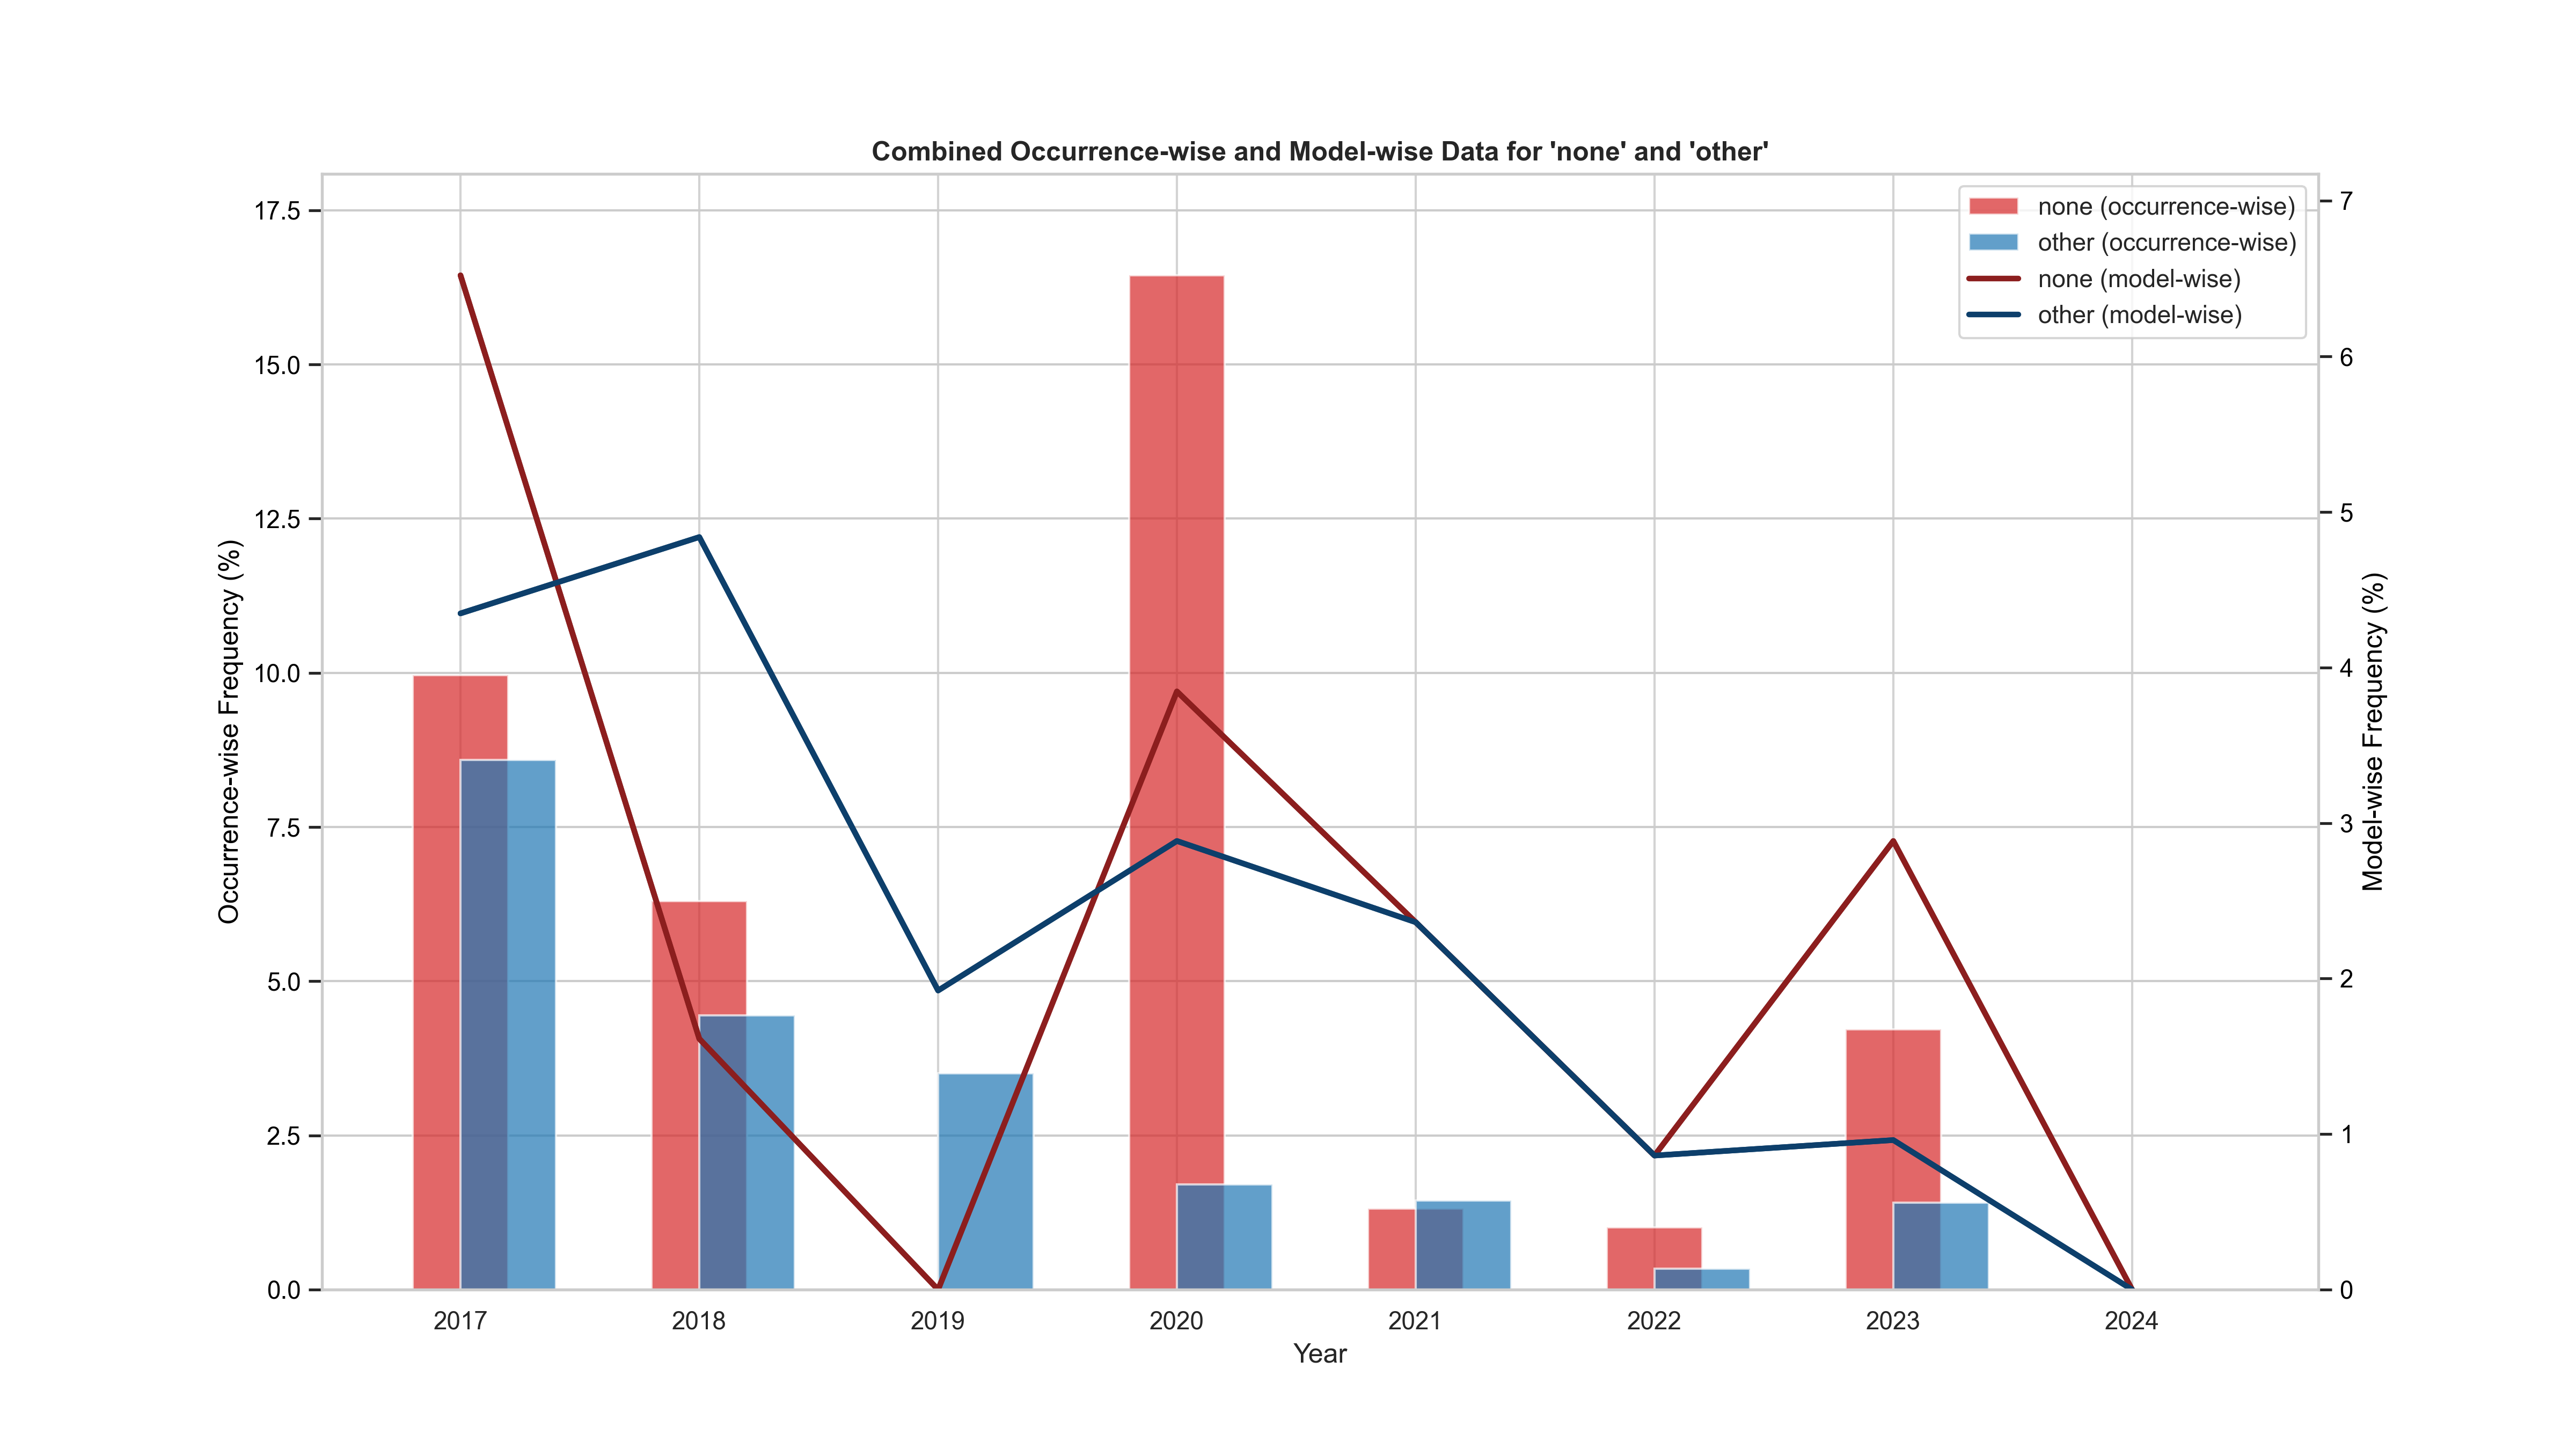 Combined Occurrence-wise and Model-wise Data for 'none' and 'other'
none (occurrence-wise)
other (occurrence-wise)
none (model-wise)
other (model-wise)
Occurrence-wise Frequency (%)
17.5
15.0
12.5
10.0
7.5
5.0
2.5
0.0
7
6
5
4
3
2
1
0
Model-wise Frequency (%)
2017 2018 2019 2020 2021 2022 2023 2024
Year